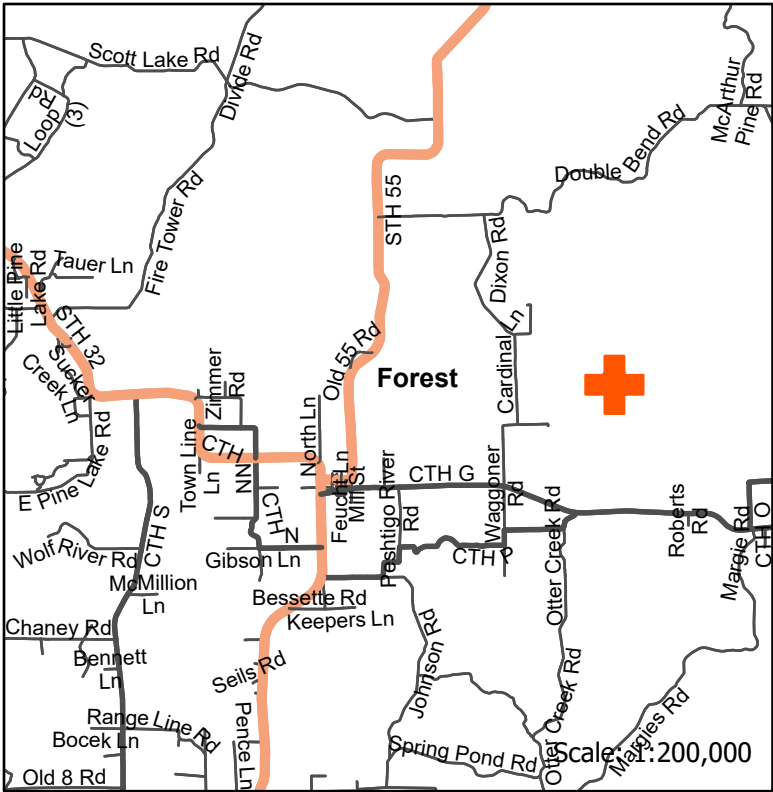 Scott Lake Rd
Divide Rd
McArthur
Pine Rd
Loop Rd
(3)
Double Bend Rd
Fire Tower Rd
STH 55
Dixon Rd
Little Pine
Lake Rd
Tauer Ln
STH 32
Sucker
Creek Ln
Old 55 Rd
Forest
Cardinal Ln
Zimmer
Rd
North Ln
E Pine Lake Rd
Town Line
Ln
CTH
NN
CTH N
Feucht Ln
Mill St
Peshtigo River
Rd
CTH G
Waggoner
Rd
Otter Creek Rd
Roberts
Rd
Margie Rd
CTH O
CTH S
Wolf River Rd
Gibson Ln
CTH P
McMillion
Ln
Bessette Rd
Keepers Ln
Chaney Rd
Bennett
Ln
Seils Rd
Johnson Rd
Otter Creek Rd
Margies Rd
Range Line Rd
Bocek Ln
Pence Ln
Spring Pond Rd
Old 8 Rd
Scale: 1:200,000